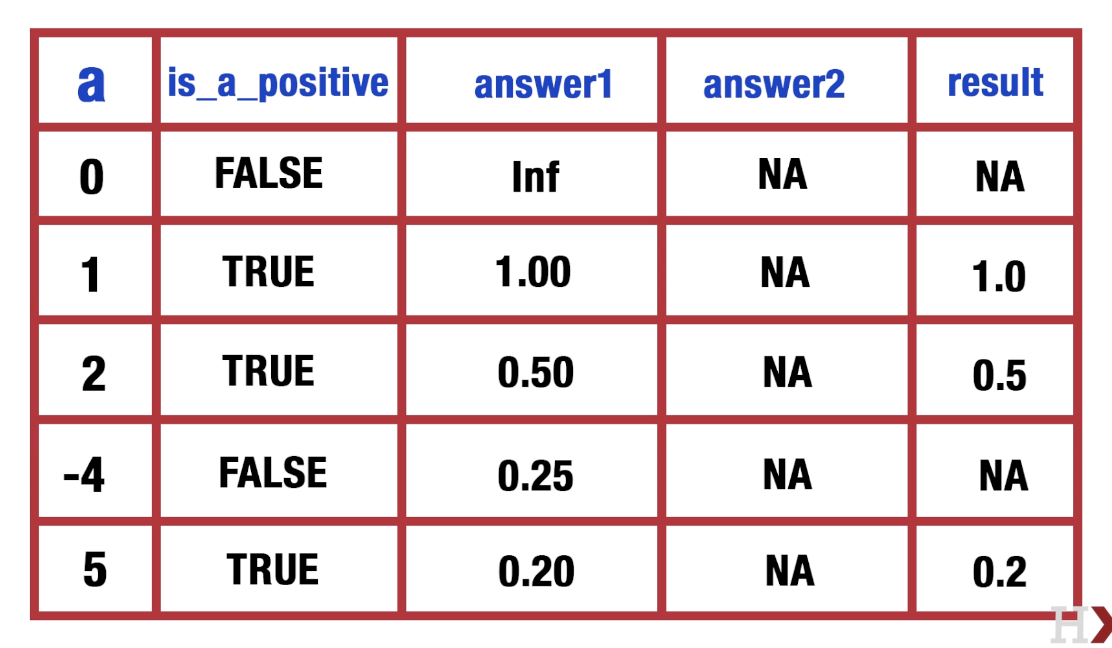 a is_a_positive answer1 answer2 result
0 FALSE Inf NA NA
1 TRUE 1.00 NA 1.0
2 TRUE 0.50 NA 0.5
-4 FALSE 0.25 NA NA
5 TRUE 0.20 NA 0.2
HX